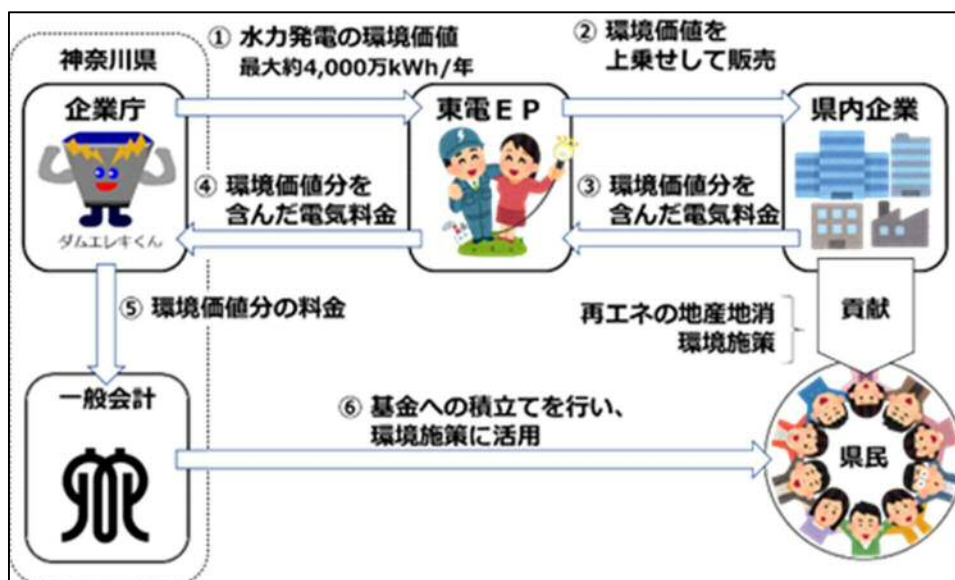 ① 水力発電の環境価値
最大約4,000万kWh/年
② 環境価値を
上乗せして販売
神奈川県
企業庁
東電ＥＰ
県内企業
④ 環境価値分を
含んだ電気料金
③ 環境価値分を
含んだ電気料金
ダムエレキくん
⑤ 環境価値分の料金
再エネの地産地消
環境施策
貢献
一般会計
⑥ 基金への積立てを行い、
環境施策に活用
県民